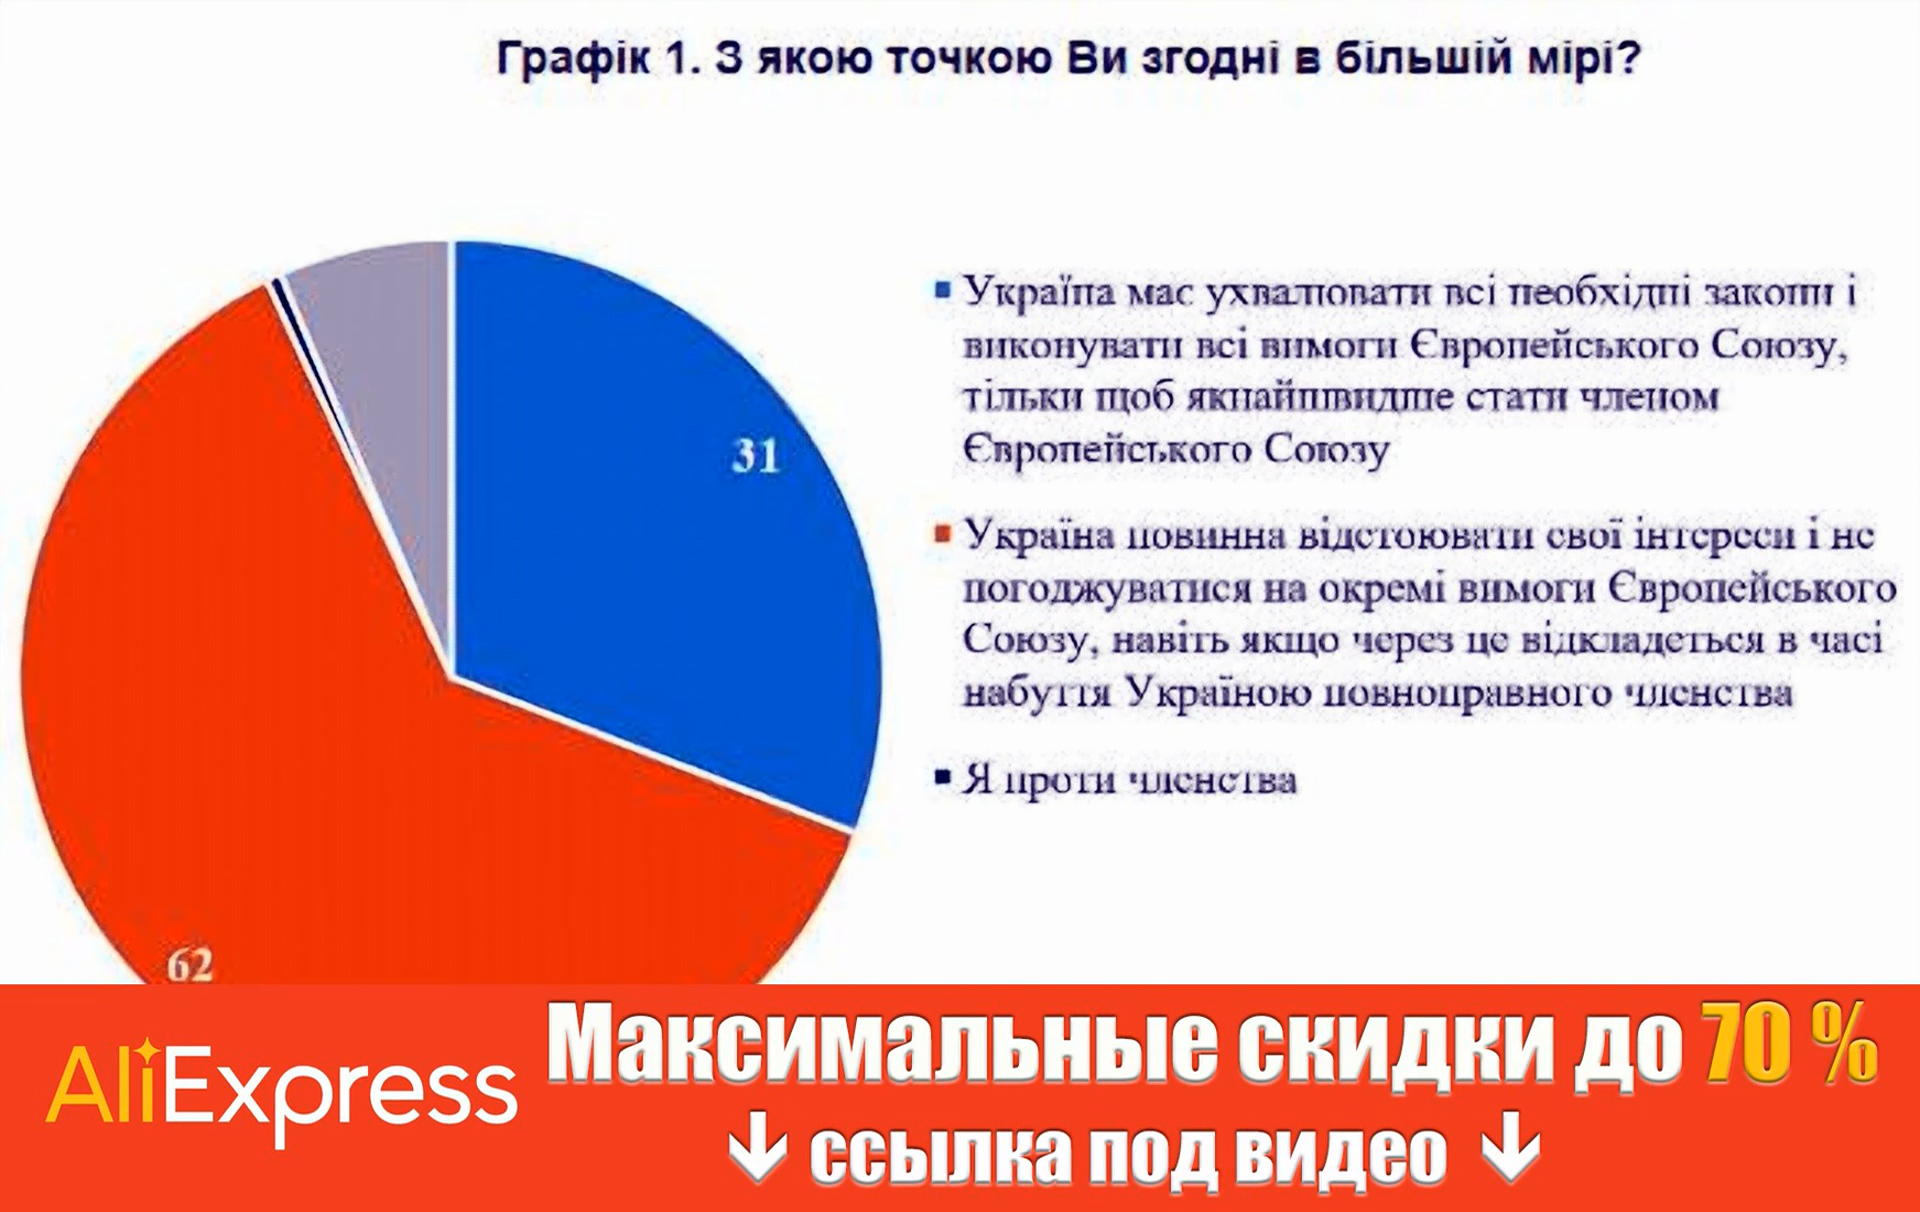 Графік 1. З якою точкою Ви згодні в більшій мірі?
31
62
Україна має ухвалювати всі необхідні закони і
виконувати всі вимоги Європейського Союзу,
тільки щоб якнайшвидше стати членом
Європейського Союзу
Україна повинна відстоювати свої інтереси і не
погоджуватися на окремі вимоги Європейського
Союзу, навіть якщо через це відкладеться в часі
набуття Україною повноправного членства
Я проти членства
AliExpress
Максимальные скидки до 70 %
ссылка под видео